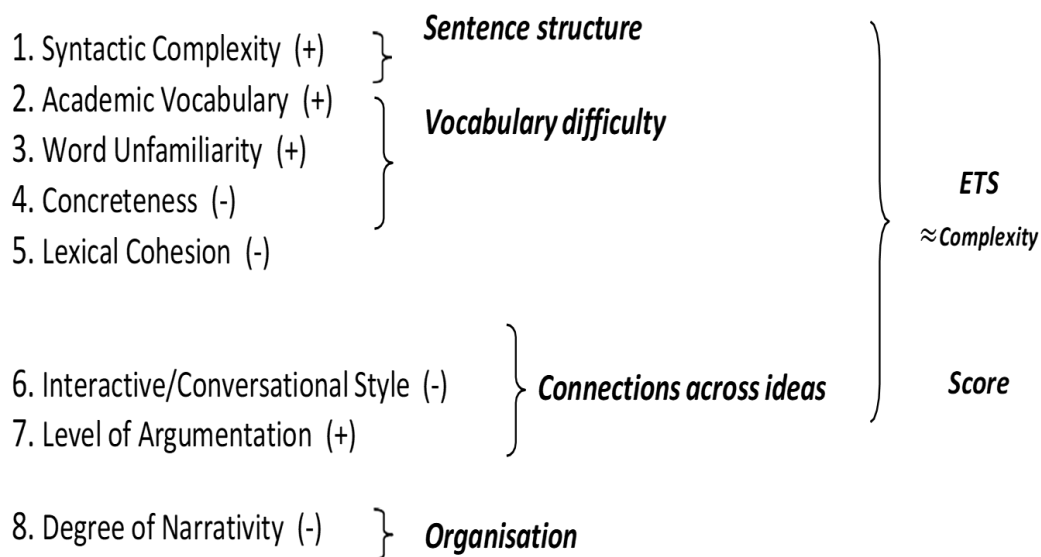 Sentence structure
1. Syntactic Complexity (+)
2. Academic Vocabulary (+)
Vocabulary difficulty
3. Word Unfamiliarity (+)
4. Concreteness (-)
5. Lexical Cohesion (-)
ETS
≈Complexity
6. Interactive/Conversational Style (-)
Connections across ideas
Score
7. Level of Argumentation (+)
8. Degree of Narrativity (-)
Organisation